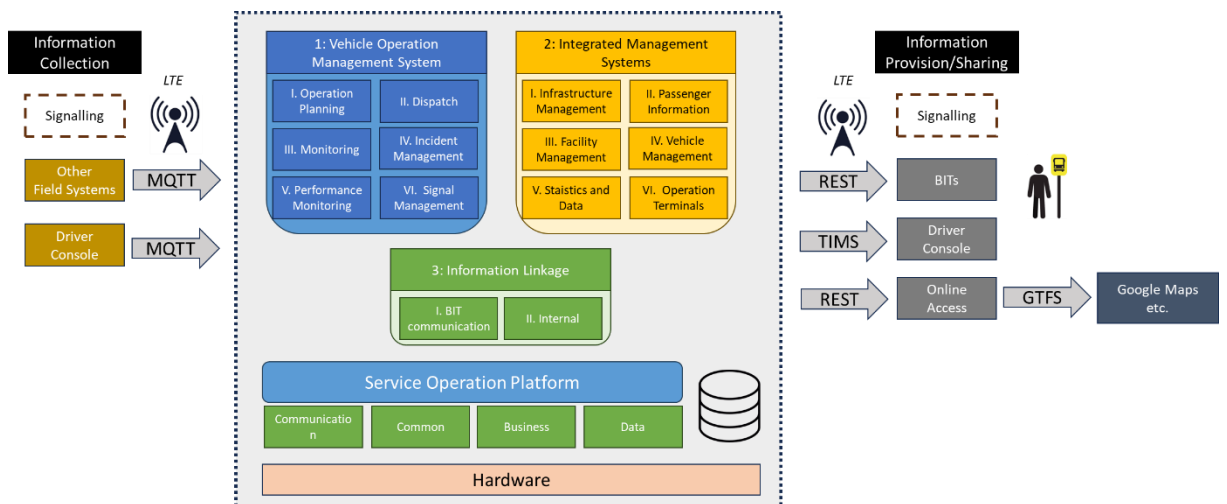 Information
Collection
LTE
Signalling
Other
Field Systems
MQTT
Driver
Console
MQTT
1: Vehicle Operation
Management System
I. Operation
Planning
II. Dispatch
III. Monitoring
IV. Incident
Management
V. Performance
Monitoring
VI. Signal
Management
2: Integrated Management
Systems
I. Infrastructure
Management
II. Passenger
Information
III. Facility
Management
IV. Vehicle
Management
V. Staistics and
Data
VI. Operation
Terminals
3: Information Linkage
I. BIT
communication
II. Internal
Service Operation Platform
Communicatio
n
Common
Business
Data
Hardware
Information
Provision/Sharing
LTE
Signalling
REST
BITs
TIMS
Driver
Console
REST
Online
Access
GTFS
Google Maps
etc.